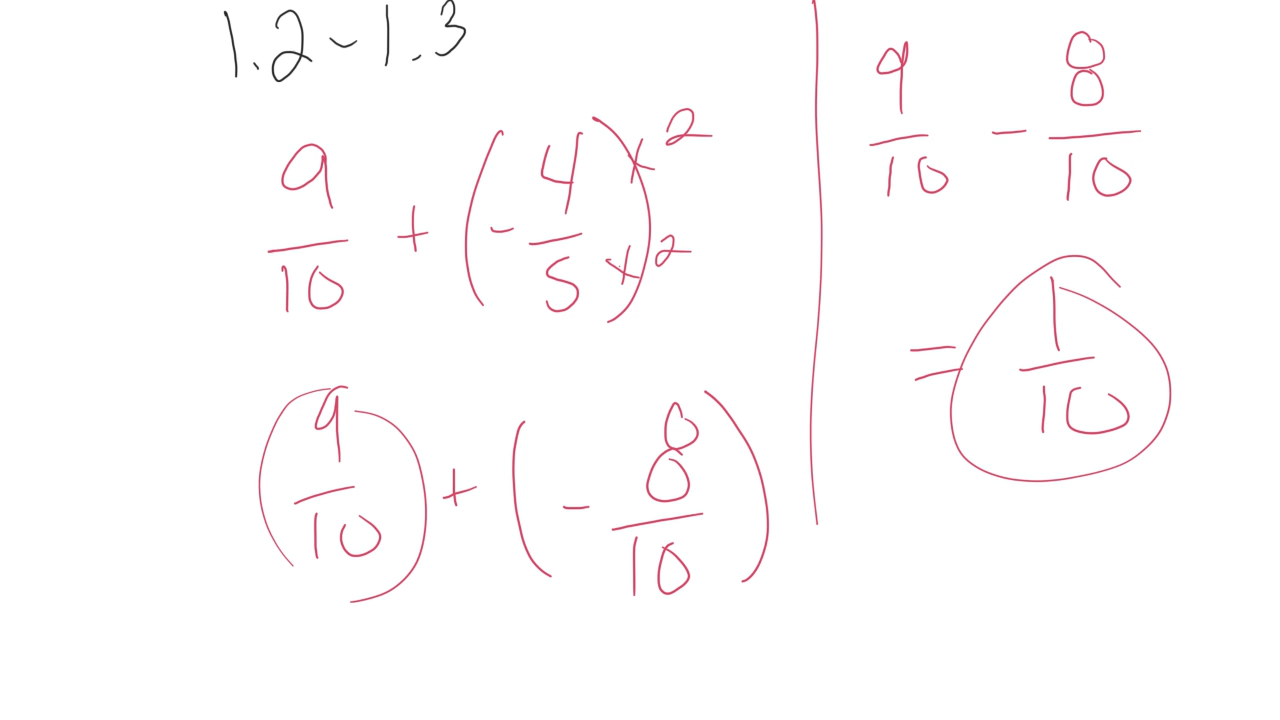 1.2-1.3
9/10 + (-4/5)×2 ×2
(9/10) + (-8/10)
9/10 - 8/10
= 1/10